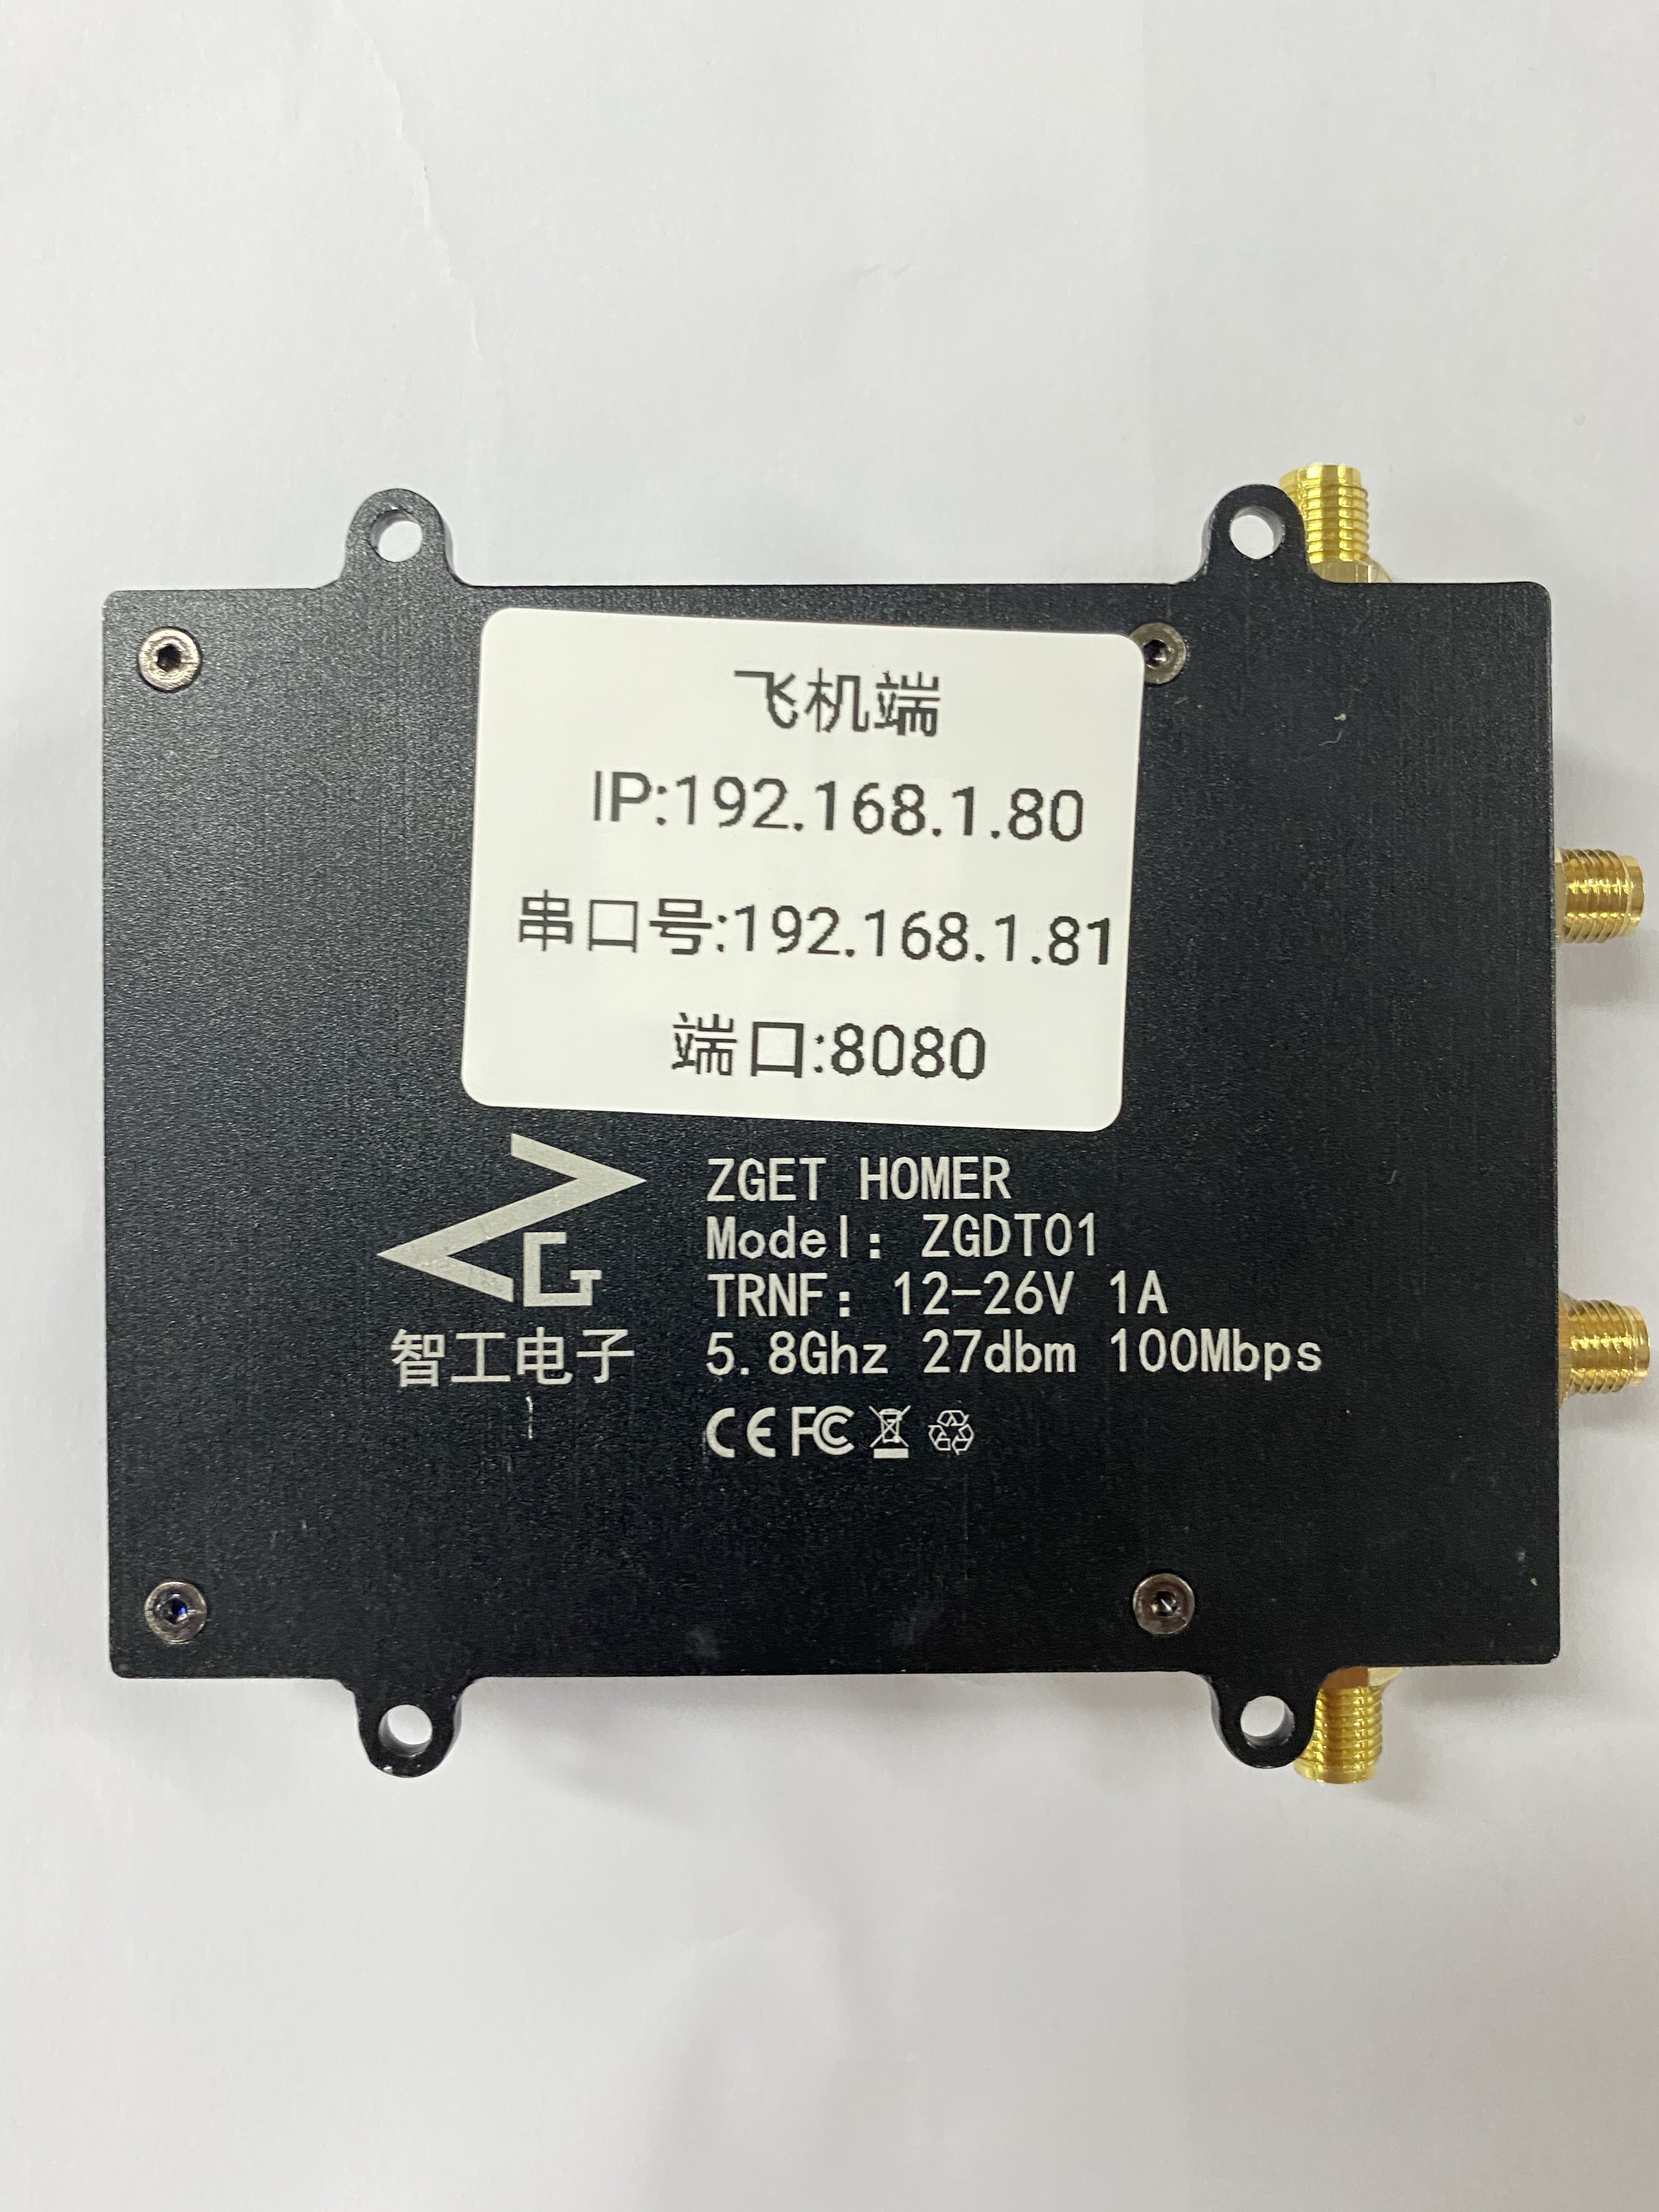 飞机端
IP:192.168.1.80
串口号:192.168.1.81
端口:8080
ZG
智工电子
ZGET HOMER
Model: ZGDT01
TRNF: 12-26V 1A
5.8Ghz 27dbm 100Mbps
CE FC